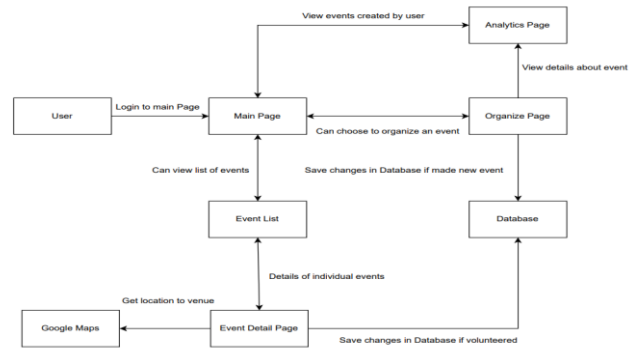 View events created by user
Analytics Page
View details about event
Login to main Page
User
Main Page
Organize Page
Can choose to organize an event
Can view list of events
Save changes in Database if made new event
Event List
Database
Details of individual events
Get location to venue
Google Maps
Event Detail Page
Save changes in Database if volunteered